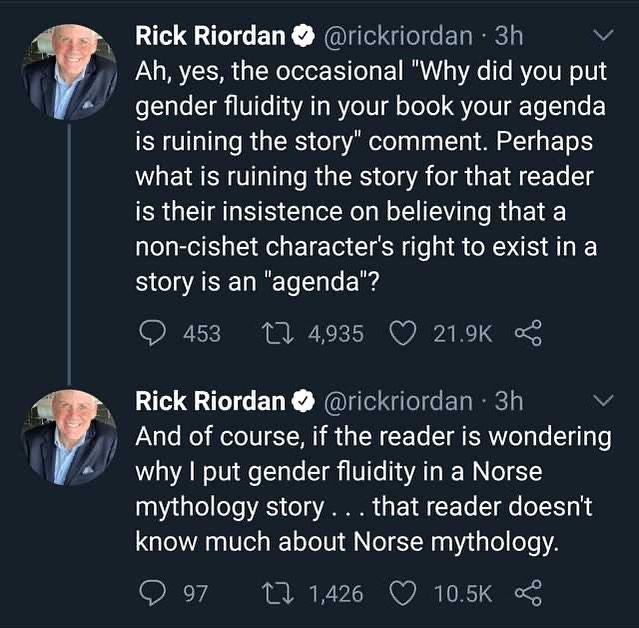 Rick Riordan @rickriordan · 3h
Ah, yes, the occasional "Why did you put
gender fluidity in your book your agenda
is ruining the story" comment. Perhaps
what is ruining the story for that reader
is their insistence on believing that a
non-cishet character's right to exist in a
story is an "agenda"?
453 4,935 21.9K
Rick Riordan @rickriordan · 3h
And of course, if the reader is wondering
why I put gender fluidity in a Norse
mythology story . . . that reader doesn't
know much about Norse mythology.
97 1,426 10.5K